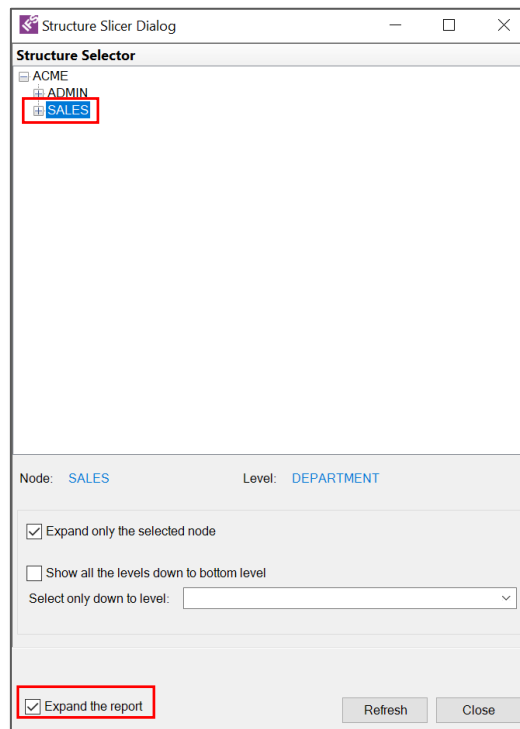 IFS Structure Slicer Dialog
Structure Selector
ACME
ADMIN
SALES
Node: SALES Level: DEPARTMENT
Expand only the selected node
Show all the levels down to bottom level
Select only down to level:
Expand the report Refresh Close